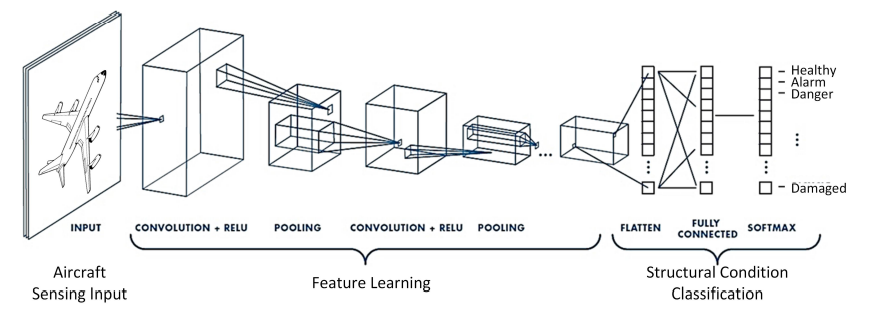 Healthy
Alarm
Danger
Damaged
INPUT
CONVOLUTION + RELU
POOLING
CONVOLUTION + RELU
POOLING
FLATTEN
FULLY
CONNECTED
SOFTMAX
Aircraft
Sensing Input
Feature Learning
Structural Condition
Classification